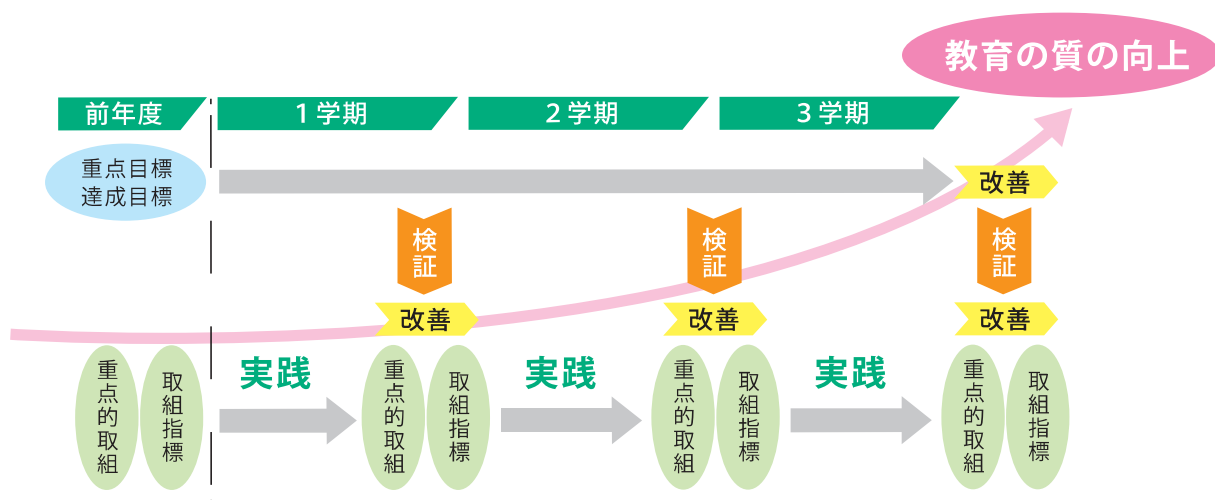 教育の質の向上
前年度
1学期
2学期
3学期
重点目標
達成目標
改善
検証
検証
検証
改善
改善
改善
重点的取組
取組指標
実践
重点的取組
取組指標
実践
重点的取組
取組指標
実践
重点的取組
取組指標